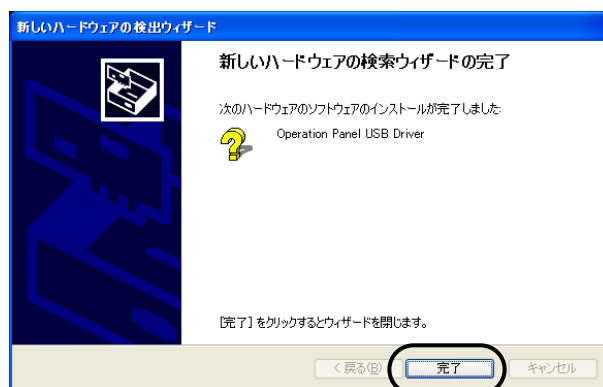 新しいハードウェアの検出ウィザード
新しいハードウェアの検索ウィザードの完了
次のハードウェアのソフトウェアのインストールが完了しました:
Operation Panel USB Driver
[完了] をクリックするとウィザードを閉じます。
< 戻る(B)
完了
キャンセル